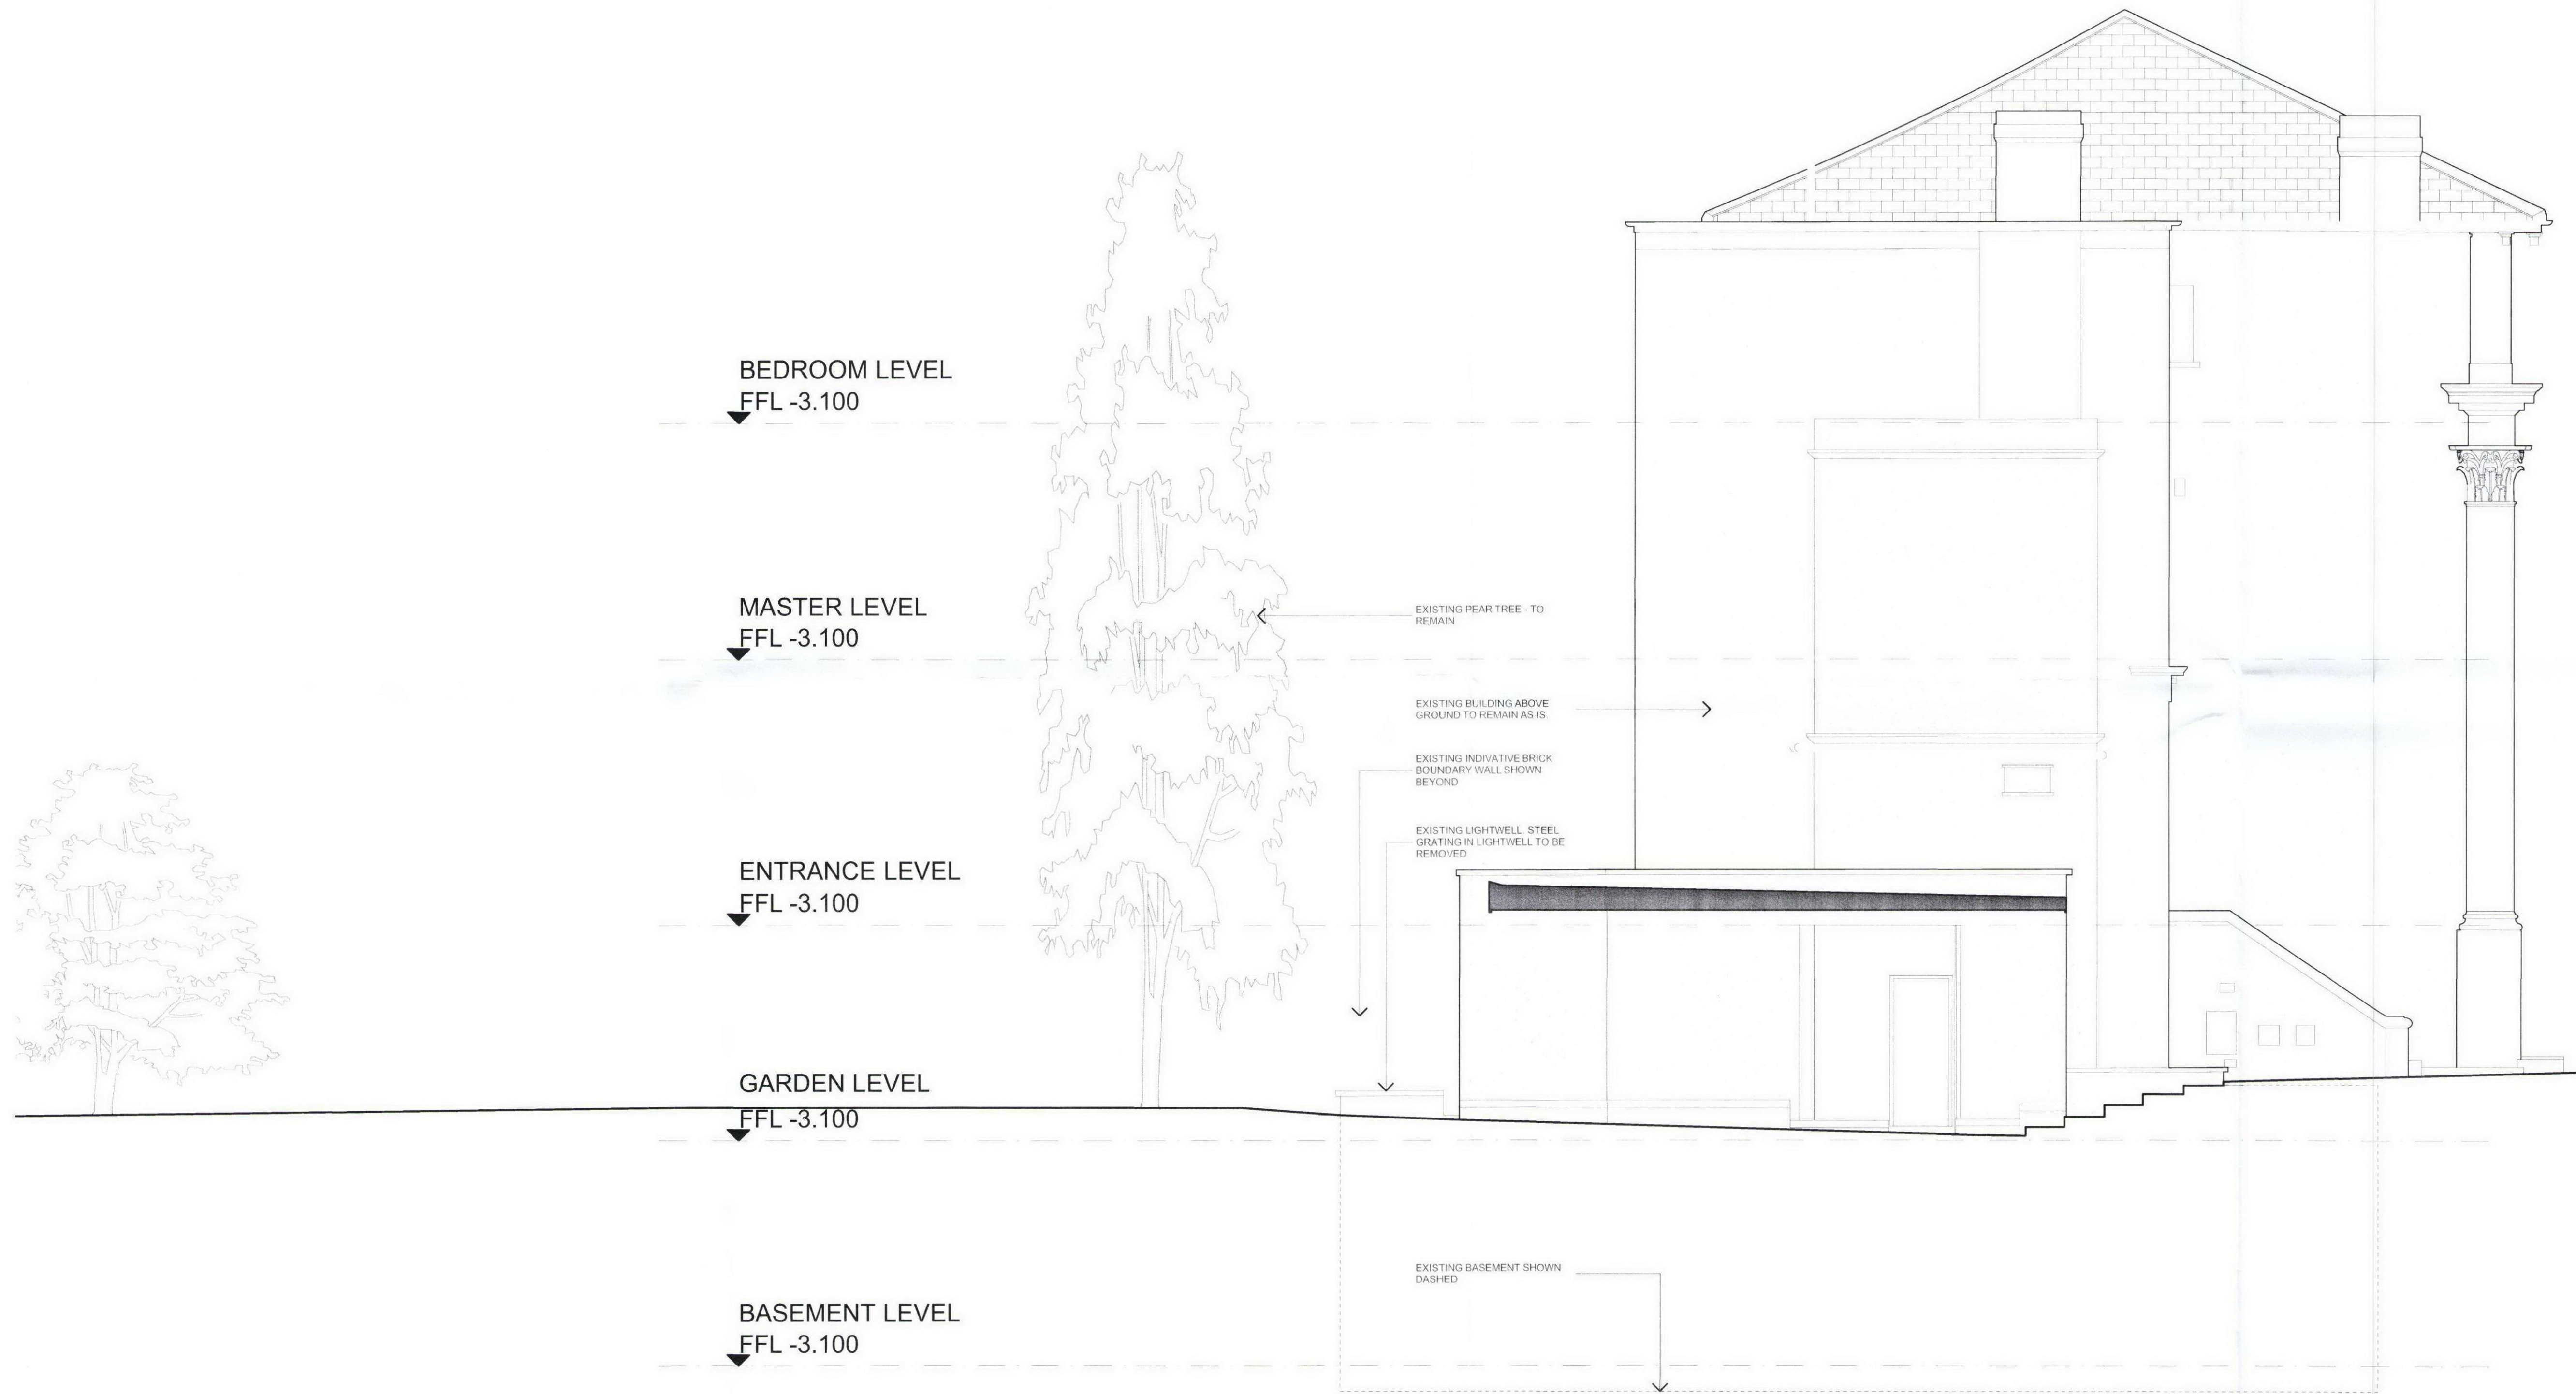 BEDROOM LEVEL
FFL -3.100
MASTER LEVEL
FFL -3.100
EXISTING PEAR TREE - TO
REMAIN
EXISTING BUILDING ABOVE
GROUND TO REMAIN AS IS
EXISTING INDIVATIVE BRICK
BOUNDARY WALL SHOWN
BEYOND
EXISTING LIGHTWELL. STEEL
GRATING IN LIGHTWELL TO BE
REMOVED
ENTRANCE LEVEL
FFL -3.100
GARDEN LEVEL
FFL -3.100
EXISTING BASEMENT SHOWN
DASHED
BASEMENT LEVEL
FFL -3.100